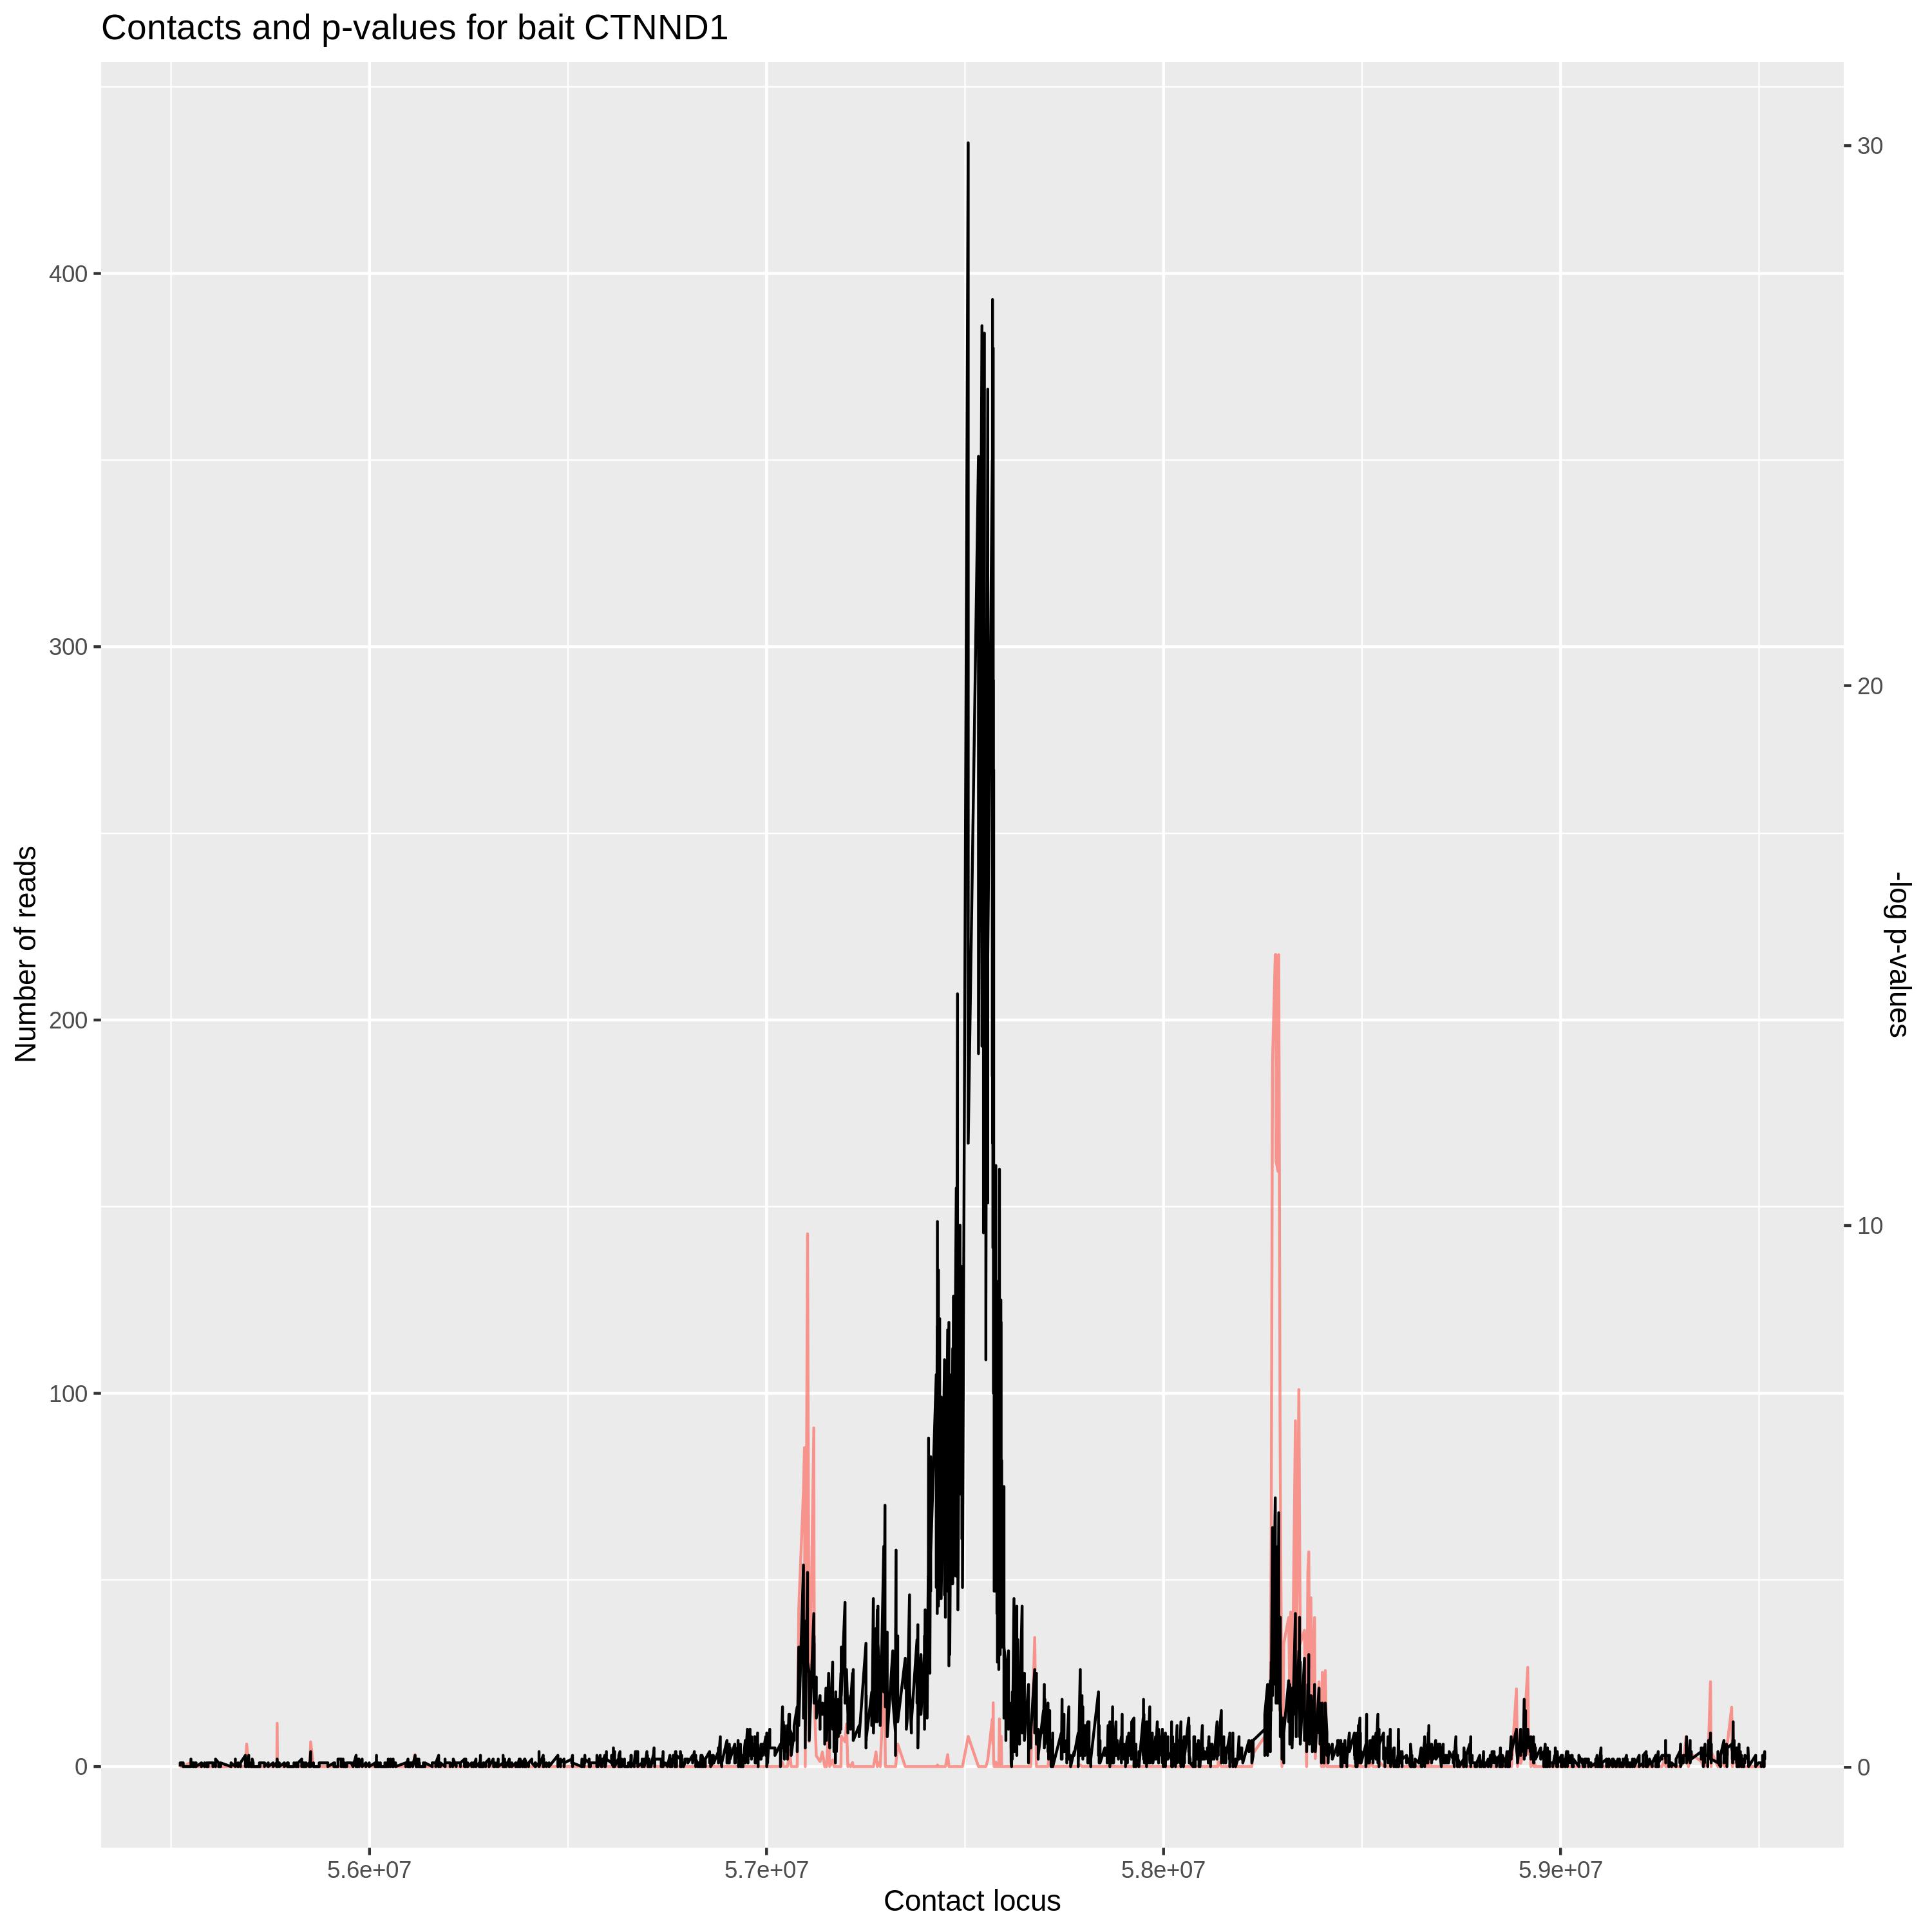 Contacts and p-values for bait CTNND1
400
300
200
100
0
30
20
10
0
Number of reads
-log p-values
5.6e+07 5.7e+07 5.8e+07 5.9e+07
Contact locus